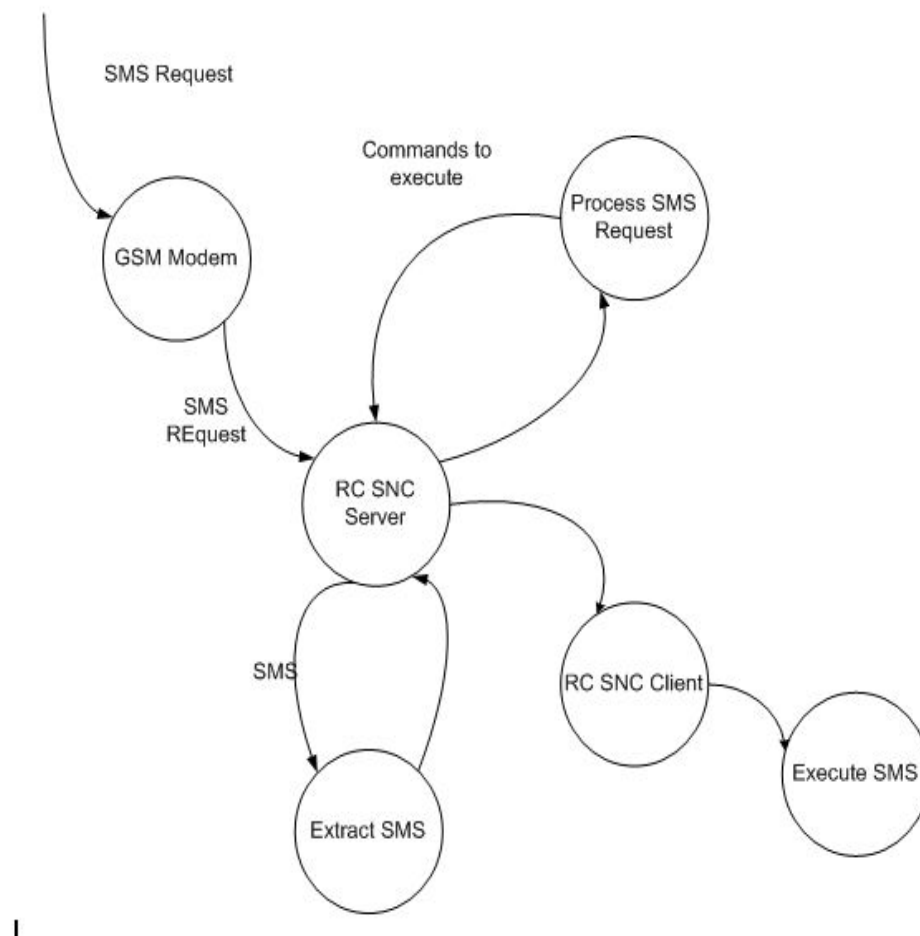 SMS Request
Commands to
execute
Process SMS
Request
GSM Modem
SMS
REquest
RC SNC
Server
SMS
RC SNC Client
Execute SMS
Extract SMS